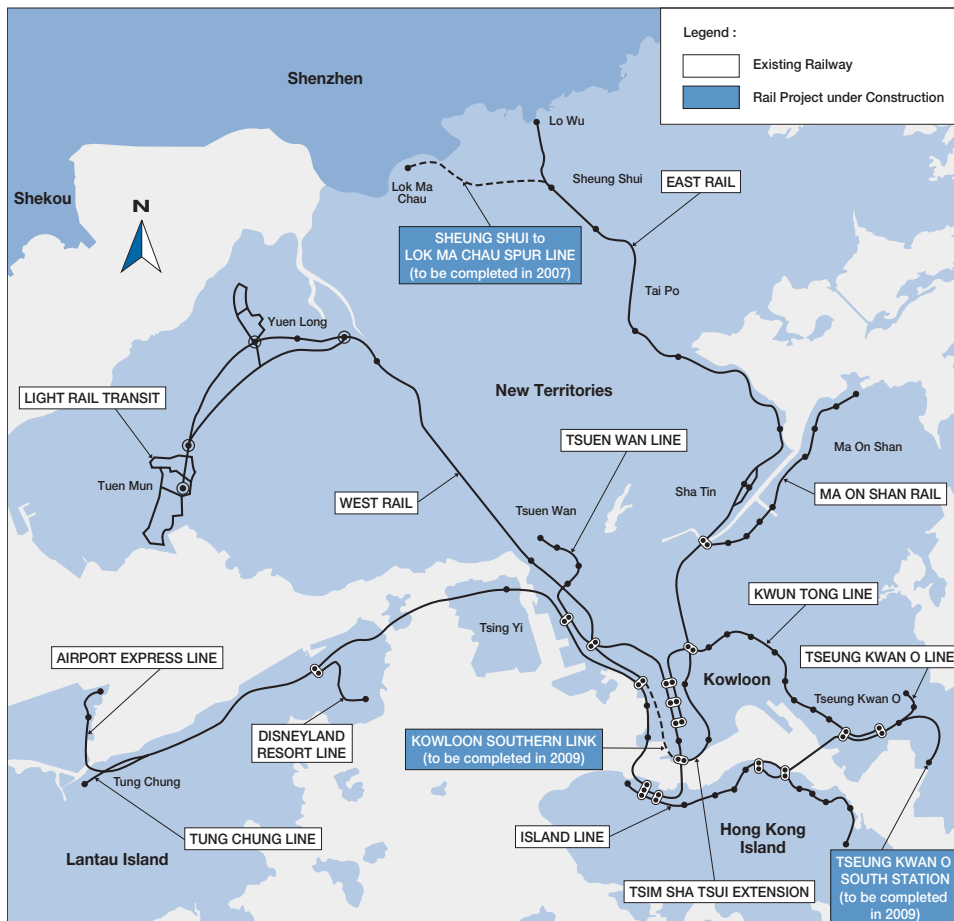 Legend :
Existing Railway
Rail Project under Construction
Shenzhen
Lo Wu
Lok Ma
Chau
Sheung Shui
EAST RAIL
Shekou
N
SHEUNG SHUI to
LOK MA CHAU SPUR LINE
(to be completed in 2007)
Tai Po
Yuen Long
New Territories
LIGHT RAIL TRANSIT
TSUEN WAN LINE
Ma On Shan
Tuen Mun
WEST RAIL
Sha Tin
MA ON SHAN RAIL
Tsuen Wan
KWUN TONG LINE
Tsing Yi
AIRPORT EXPRESS LINE
TSEUNG KWAN O LINE
Kowloon
Tseung Kwan O
DISNEYLAND
RESORT LINE
KOWLOON SOUTHERN LINK
(to be completed in 2009)
Tung Chung
TUNG CHUNG LINE
ISLAND LINE
Hong Kong
Island
Lantau Island
TSIM SHA TSUI EXTENSION
TSEUNG KWAN O
SOUTH STATION
(to be completed
in 2009)